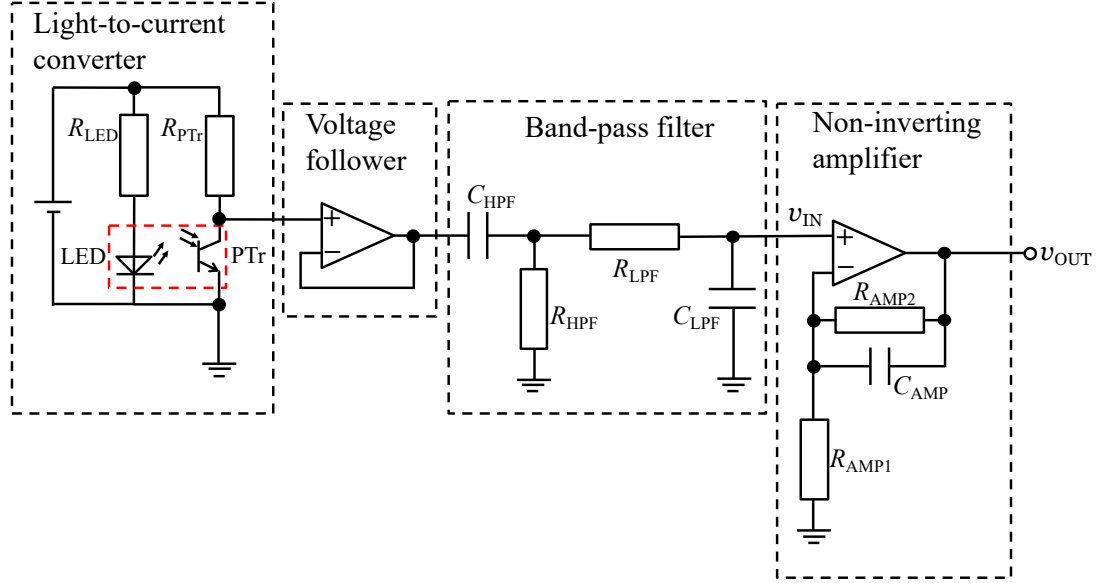 Light-to-current
converter
R_LED
R_PTr
LED
PTr
Voltage
follower
+
−
Band-pass filter
C_HPF
R_HPF
R_LPF
C_LPF
Non-inverting
amplifier
v_IN
+
−
v_OUT
R_AMP2
C_AMP
R_AMP1